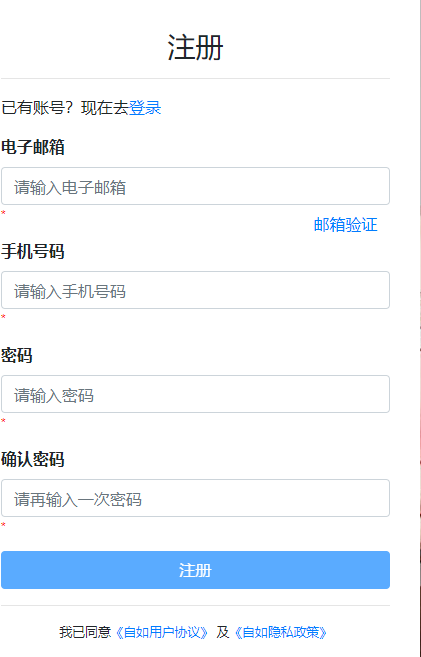 注册
已有账号？现在去登录
电子邮箱
请输入电子邮箱
*
邮箱验证
手机号码
请输入手机号码
*
密码
请输入密码
*
确认密码
请再输入一次密码
*
注册
我已同意《自如用户协议》 及《自如隐私政策》